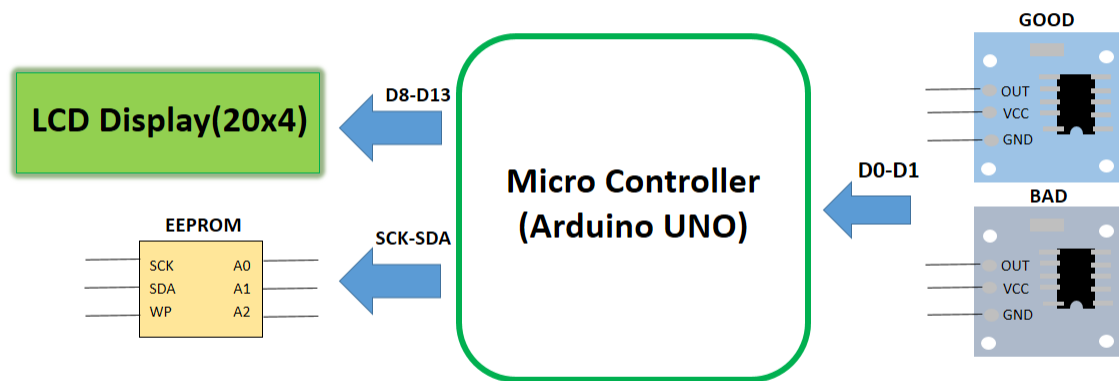 GOOD
OUT
VCC
GND
D8-D13
LCD Display(20x4)
Micro Controller
(Arduino UNO)
D0-D1
BAD
OUT
VCC
GND
EEPROM
SCK A0
SDA A1
WP A2
SCK-SDA